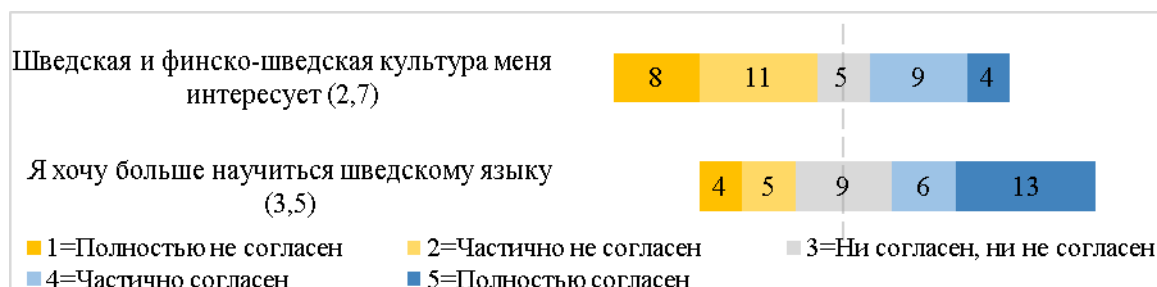 Шведская и финско-шведская культура меня
интересует (2,7)
8 11 5 9 4
Я хочу больше научиться шведскому языку
(3,5)
4 5 9 6 13
1=Полностью не согласен 2=Частично не согласен 3=Ни согласен, ни не согласен
4=Частично согласен 5=Полностью согласен